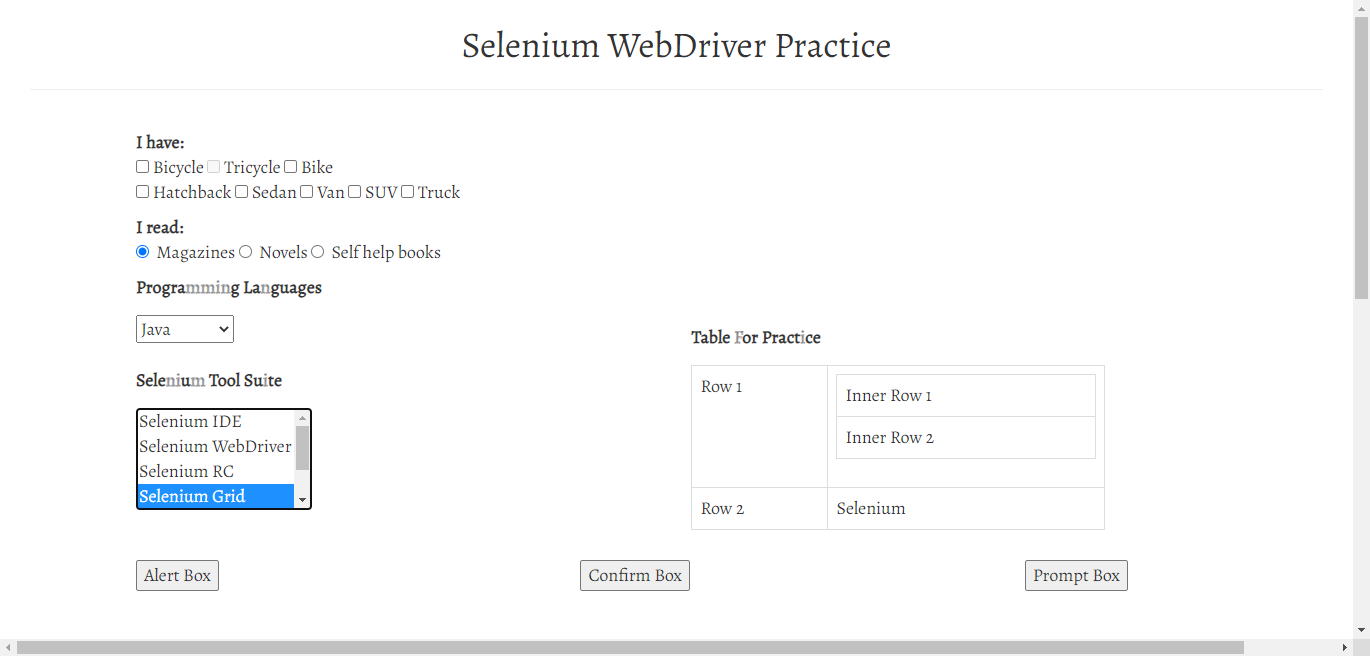 Selenium WebDriver Practice
I have:
Bicycle Tricycle Bike
Hatchback Sedan Van SUV Truck
I read:
Magazines Novels Self help books
Programming Languages
Java
Selenium Tool Suite
Selenium IDE
Selenium WebDriver
Selenium RC
Selenium Grid
Table For Practice
Row 1
Inner Row 1
Inner Row 2
Row 2 Selenium
Alert Box Confirm Box Prompt Box